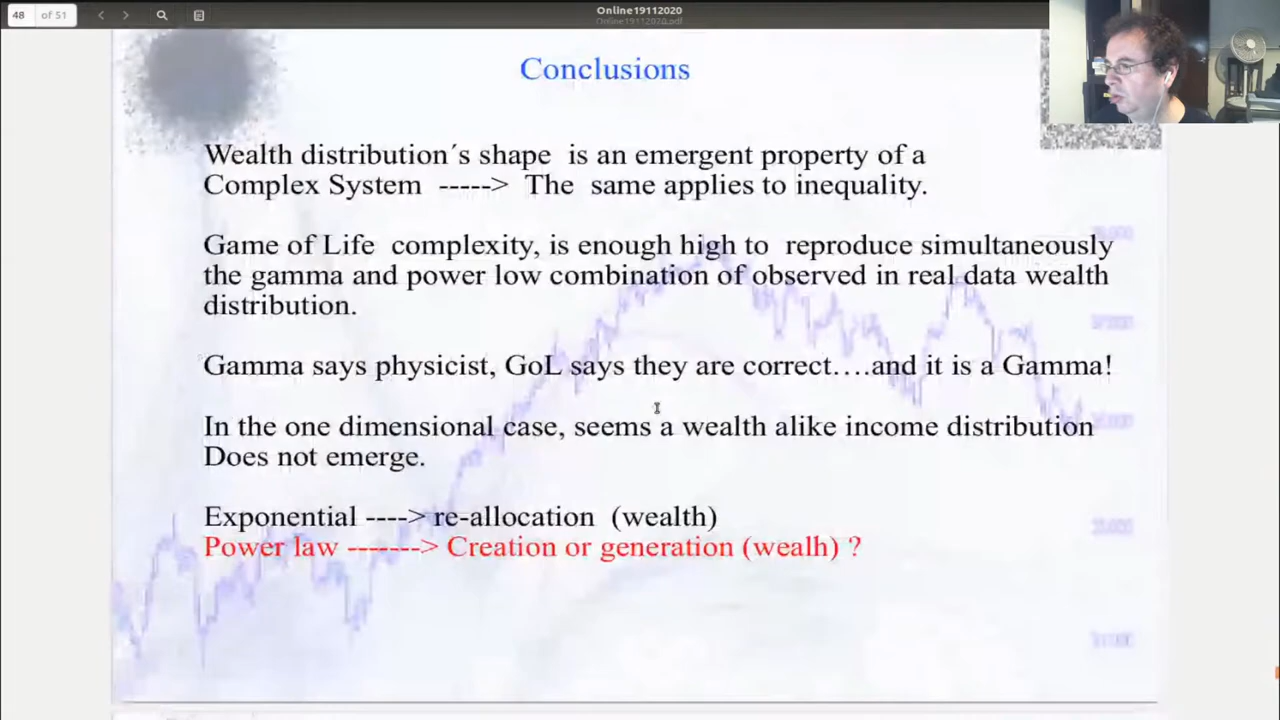 48 of 51
Online19112020
Online19112020.pdf
Conclusions
Wealth distribution´s shape is an emergent property of a
Complex System -----> The same applies to inequality.
Game of Life complexity, is enough high to reproduce simultaneously
the gamma and power low combination of observed in real data wealth
distribution.
Gamma says physicist, GoL says they are correct….and it is a Gamma!
In the one dimensional case, seems a wealth alike income distribution
Does not emerge.
Exponential ----> re-allocation (wealth)
Power law -------> Creation or generation (wealh) ?